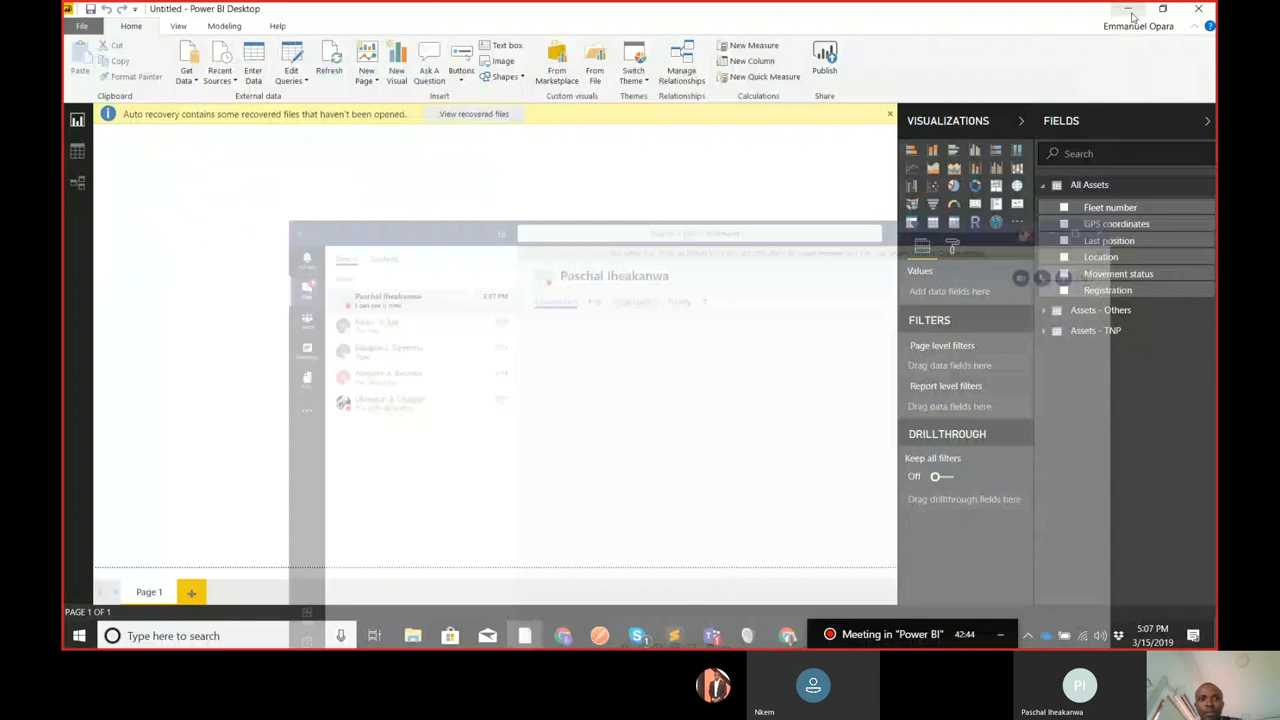 Untitled - Power BI Desktop
Emmanuel Opara
File
Home
View
Modeling
Help
Paste
Cut
Copy
Format Painter
Clipboard
Get Data
Recent Sources
Enter Data
Edit Queries
Refresh
External data
New Page
New Visual
Ask A Question
Buttons
Text box
Image
Shapes
Insert
From Marketplace
From File
Custom visuals
Switch Theme
Themes
Manage Relationships
Relationships
New Measure
New Column
New Quick Measure
Calculations
Publish
Share
Auto recovery contains some recovered files that haven't been opened.
View recovered files
VISUALIZATIONS
Values
Add data fields here
FILTERS
Page level filters
Drag data fields here
Report level filters
Drag data fields here
DRILLTHROUGH
Keep all filters
Off
Drag drillthrough fields here
FIELDS
Search
All Assets
Fleet number
GPS coordinates
Last position
Location
Movement status
Registration
Assets - Others
Assets - TNP
Paschal Iheakanwa
Paschal Iheakanwa 5:07 PM
Page 1
PAGE 1 OF 1
Type here to search
Meeting in "Power BI" 42:44
5:07 PM
3/15/2019
Nkem
PI
Paschal Iheakanwa